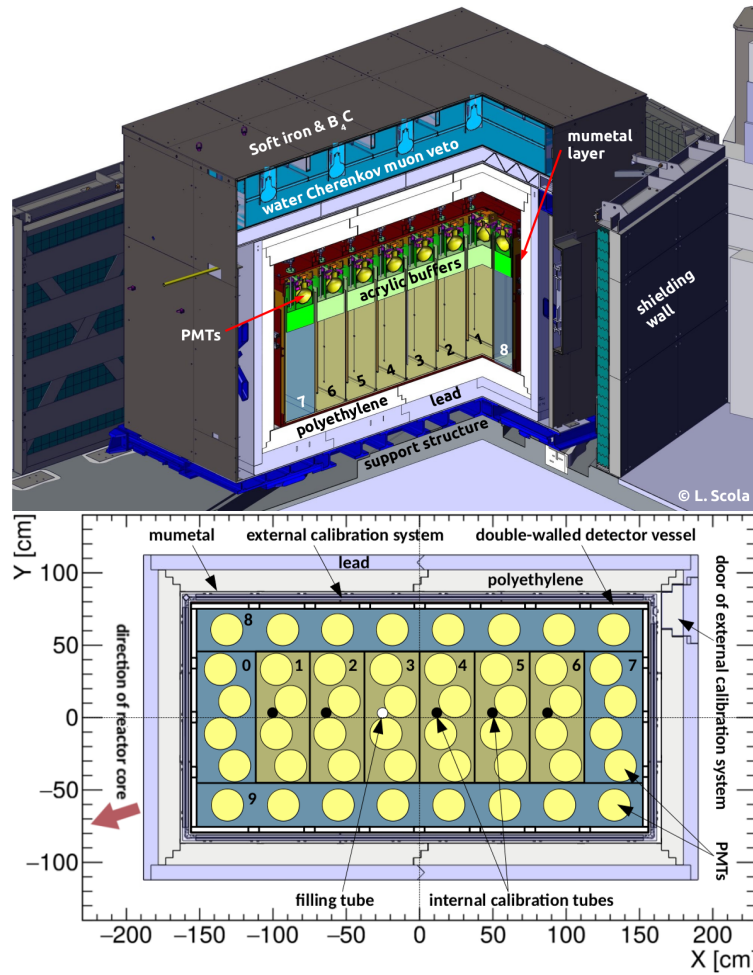 Soft iron & B4C
mumetal
layer
water Cherenkov muon veto
acrylic buffers
PMTs
shielding
wall
7 6 5 4 3 2 1 8
polyethylene
lead
support structure
© L. Scola
Y [cm]
mumetal
external calibration system
double-walled detector vessel
lead
polyethylene
door of external calibration system
direction of reactor core
100
50
0
−50
−100
8
0 1 2 3 4 5 6 7
9
PMTs
filling tube
internal calibration tubes
−200 −150 −100 −50 0 50 100 150 200
X [cm]